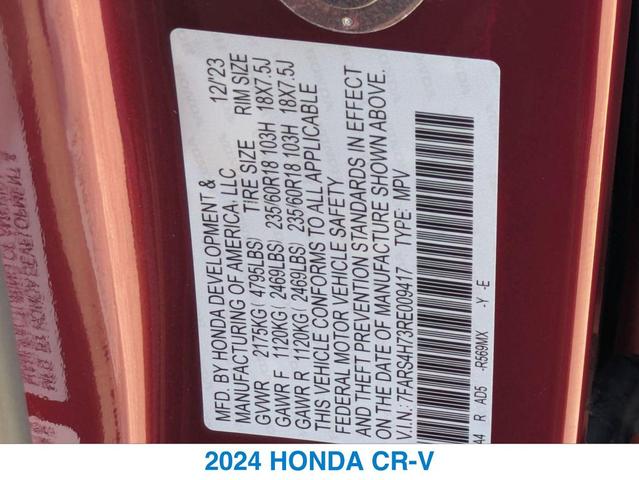 MFD. BY HONDA DEVELOPMENT & 12/'23
MANUFACTURING OF AMERICA, LLC
GVWR 2175KG( 4795LBS) TIRE SIZE RIM SIZE
GAWR F 1120KG( 2469LBS) 235/60R18 103H 18X7.5J
GAWR R 1120KG( 2469LBS) 235/60R18 103H 18X7.5J
THIS VEHICLE CONFORMS TO ALL APPLICABLE
FEDERAL MOTOR VEHICLE SAFETY
AND THEFT PREVENTION STANDARDS IN EFFECT
ON THE DATE OF MANUFACTURE SHOWN ABOVE.
V.I.N.: 7FARS4H73RE009417 TYPE: MPV
44 R AD5 -R569MX -Y -E
2024 HONDA CR-V